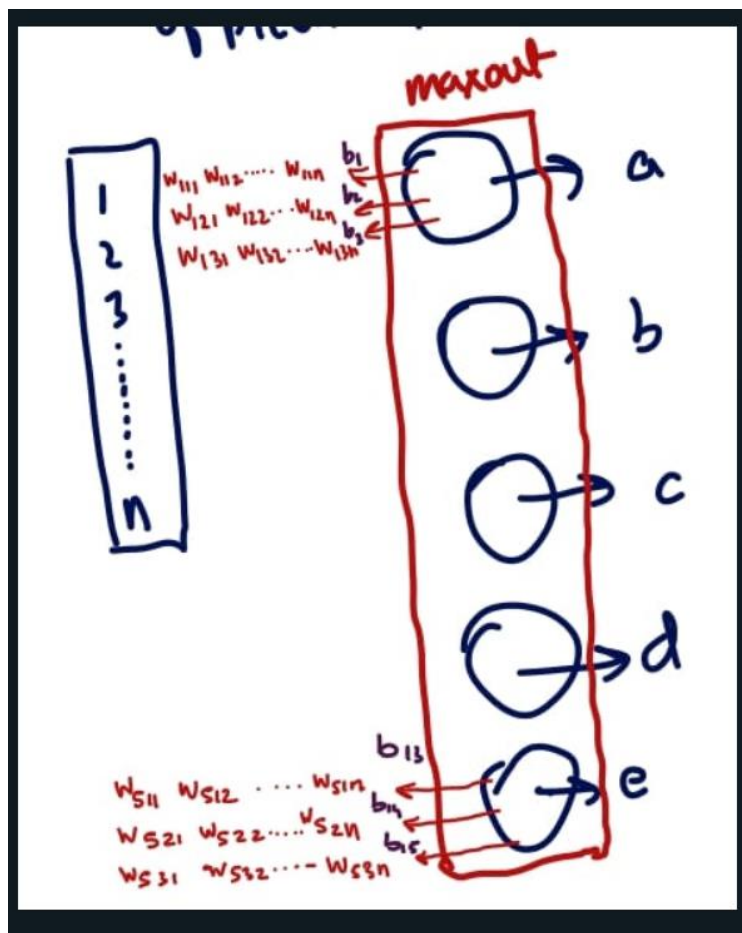 maxout
1
2
3
n
b₁
w₁₁₁ w₁₁₂ ..... w₁₁ₙ
b₂
w₁₂₁ w₁₂₂ ... w₁₂ₙ
b₃
w₁₃₁ w₁₃₂ ... w₁₃ₙ
a
b
c
d
e
b₁₃
w₅₁₁ w₅₁₂ ..... w₅₁ₙ
b₁₄
w₅₂₁ w₅₂₂ ..... w₅₂ₙ
b₁₅
w₅₃₁ w₅₃₂ ..... w₅₃ₙ